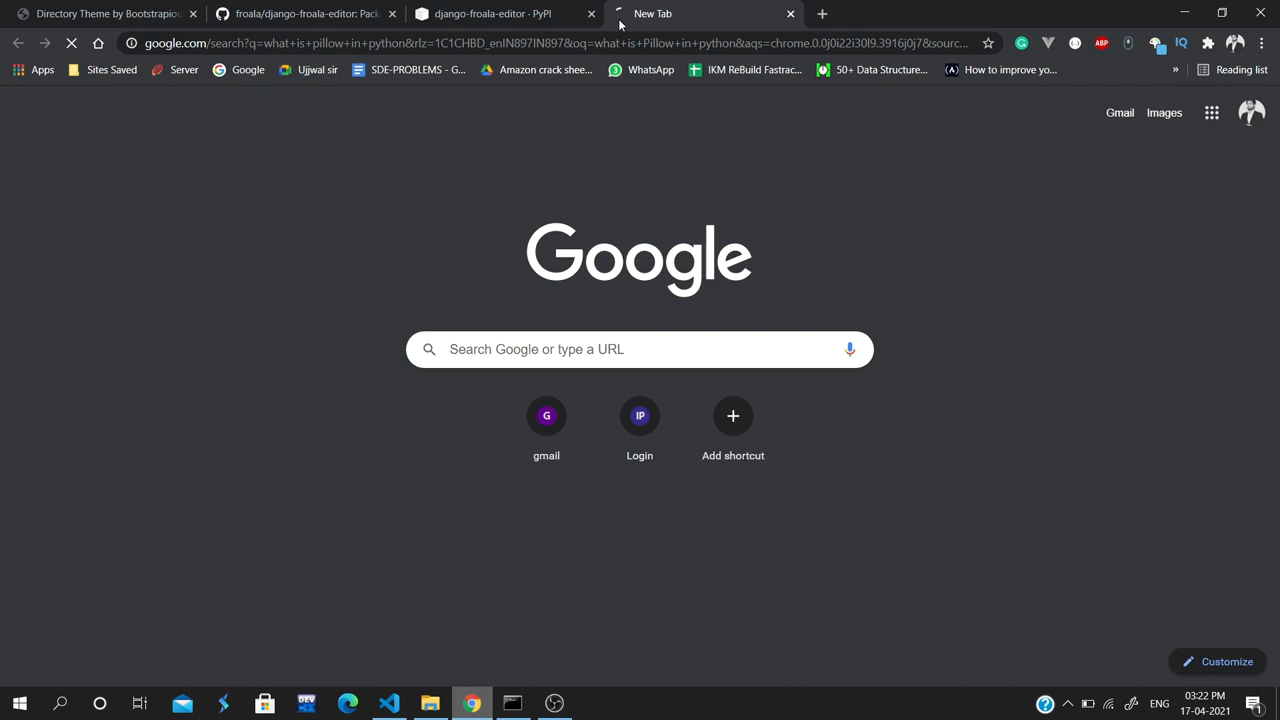 Directory Theme by Bootstrapiou
froala/django-froala-editor: Pack
django-froala-editor · PyPI
New Tab
google.com/search?q=what+is+pillow+in+python&rlz=1C1CHBD_enIN897IN897&oq=what+is+Pillow+in+python&aqs=chrome.0.0j0i22i30l9.3916j0j7&sourc...
ABP
IQ
Apps
Sites Saved
Server
Google
Ujjwal sir
SDE-PROBLEMS - G...
Amazon crack shee...
WhatsApp
IKM ReBuild Fastrac...
50+ Data Structure...
How to improve yo...
»
Reading list
Gmail
Images
Google
Search Google or type a URL
G
IP
gmail
Login
Add shortcut
Customize
DEV
ENG
03:22 PM
17-04-2021
1